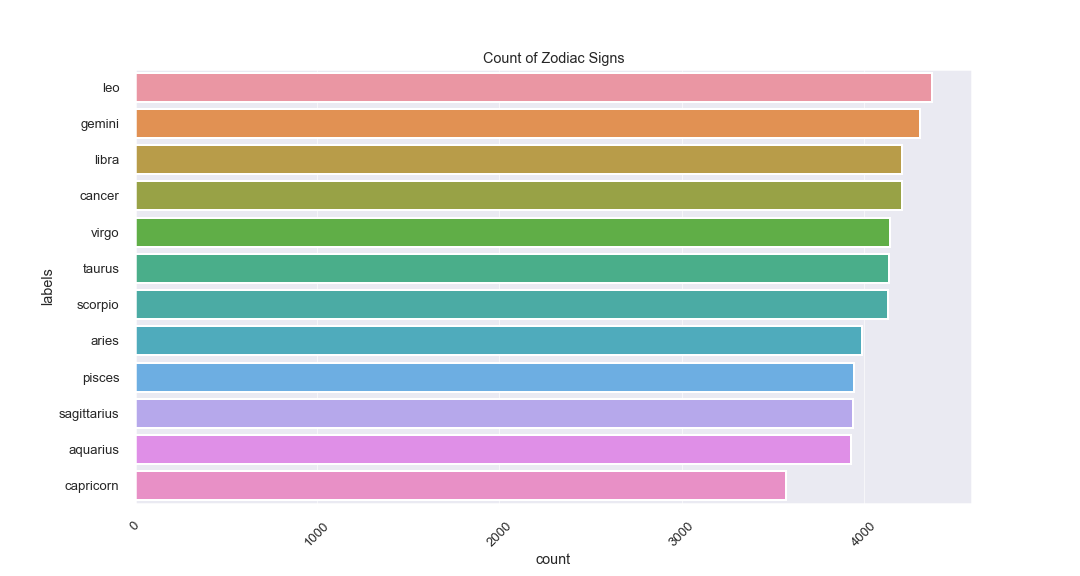 Count of Zodiac Signs
labels
leo
gemini
libra
cancer
virgo
taurus
scorpio
aries
pisces
sagittarius
aquarius
capricorn
0
1000
2000
3000
4000
count